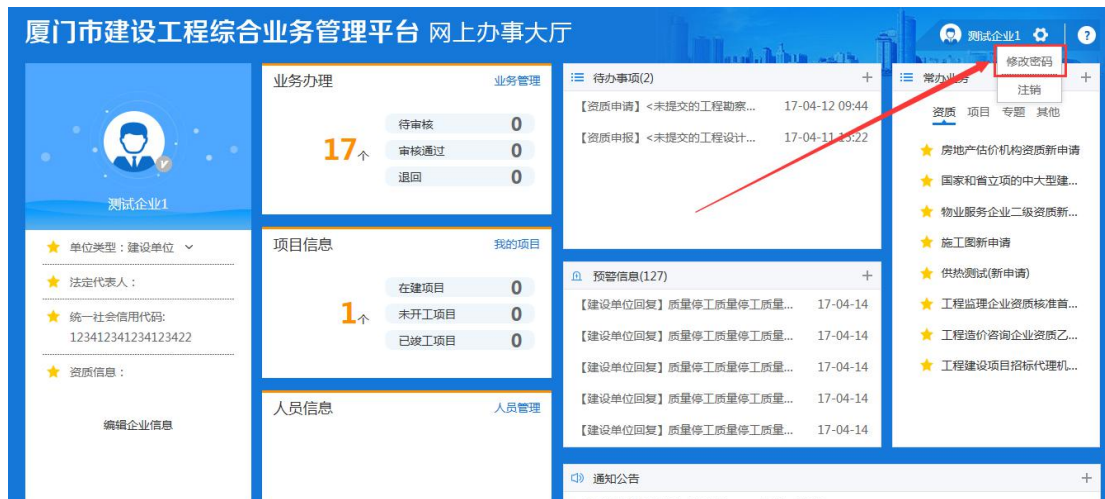 厦门市建设工程综合业务管理平台 网上办事大厅
测试企业1
?
修改密码
注销
测试企业1
单位类型：建设单位
法定代表人：
统一社会信用代码:
123412341234123422
资质信息：
编辑企业信息
业务办理 业务管理
17个
待审核 0
审核通过 0
退回 0
项目信息 我的项目
1个
在建项目 0
未开工项目 0
已竣工项目 0
人员信息 人员管理
待办事项(2) +
【资质申请】<未提交的工程勘察... 17-04-12 09:44
【资质申报】<未提交的工程设计... 17-04-11 15:22
预警信息(127) +
【建设单位回复】质量停工质量停工质量... 17-04-14
【建设单位回复】质量停工质量停工质量... 17-04-14
【建设单位回复】质量停工质量停工质量... 17-04-14
【建设单位回复】质量停工质量停工质量... 17-04-14
【建设单位回复】质量停工质量停工质量... 17-04-14
通知公告 +
常办业务 +
资质 项目 专题 其他
房地产估价机构资质新申请
国家和省立项的中大型建...
物业服务企业二级资质新...
施工图新申请
供热测试(新申请)
工程监理企业资质核准首...
工程造价咨询企业资质乙...
工程建设项目招标代理机...